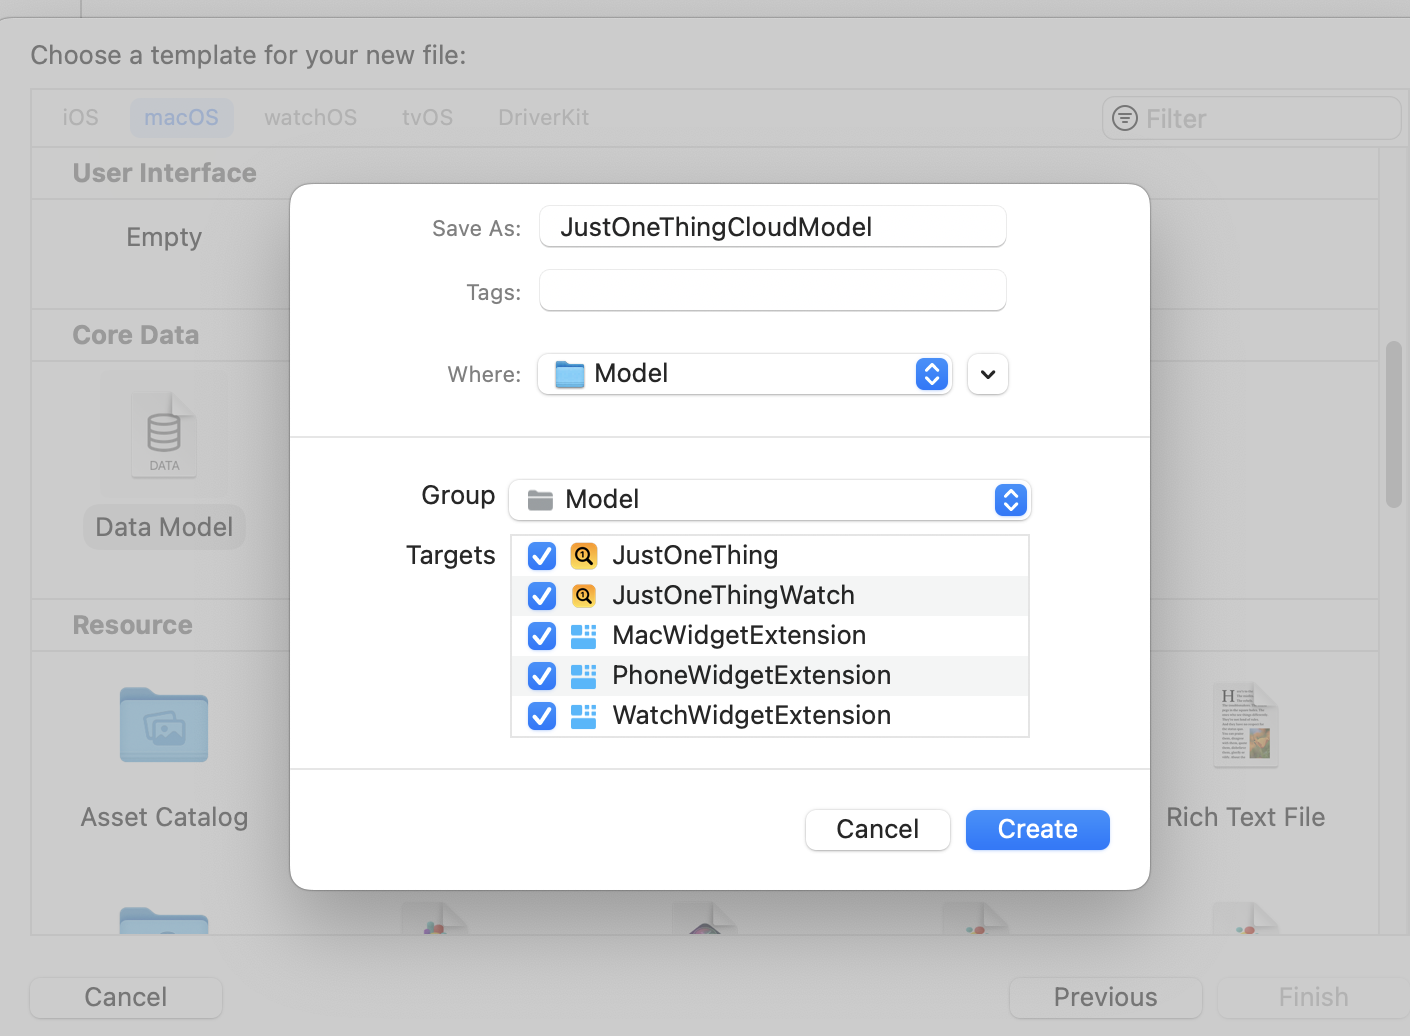 Choose a template for your new file:
iOS macOS watchOS tvOS DriverKit Filter
User Interface
Empty
Core Data
DATA
Data Model
Resource
Asset Catalog
Rich Text File
Save As: JustOneThingCloudModel
Tags:
Where: Model
Group Model
Targets JustOneThing
JustOneThingWatch
MacWidgetExtension
PhoneWidgetExtension
WatchWidgetExtension
Cancel Create
Cancel Previous Finish